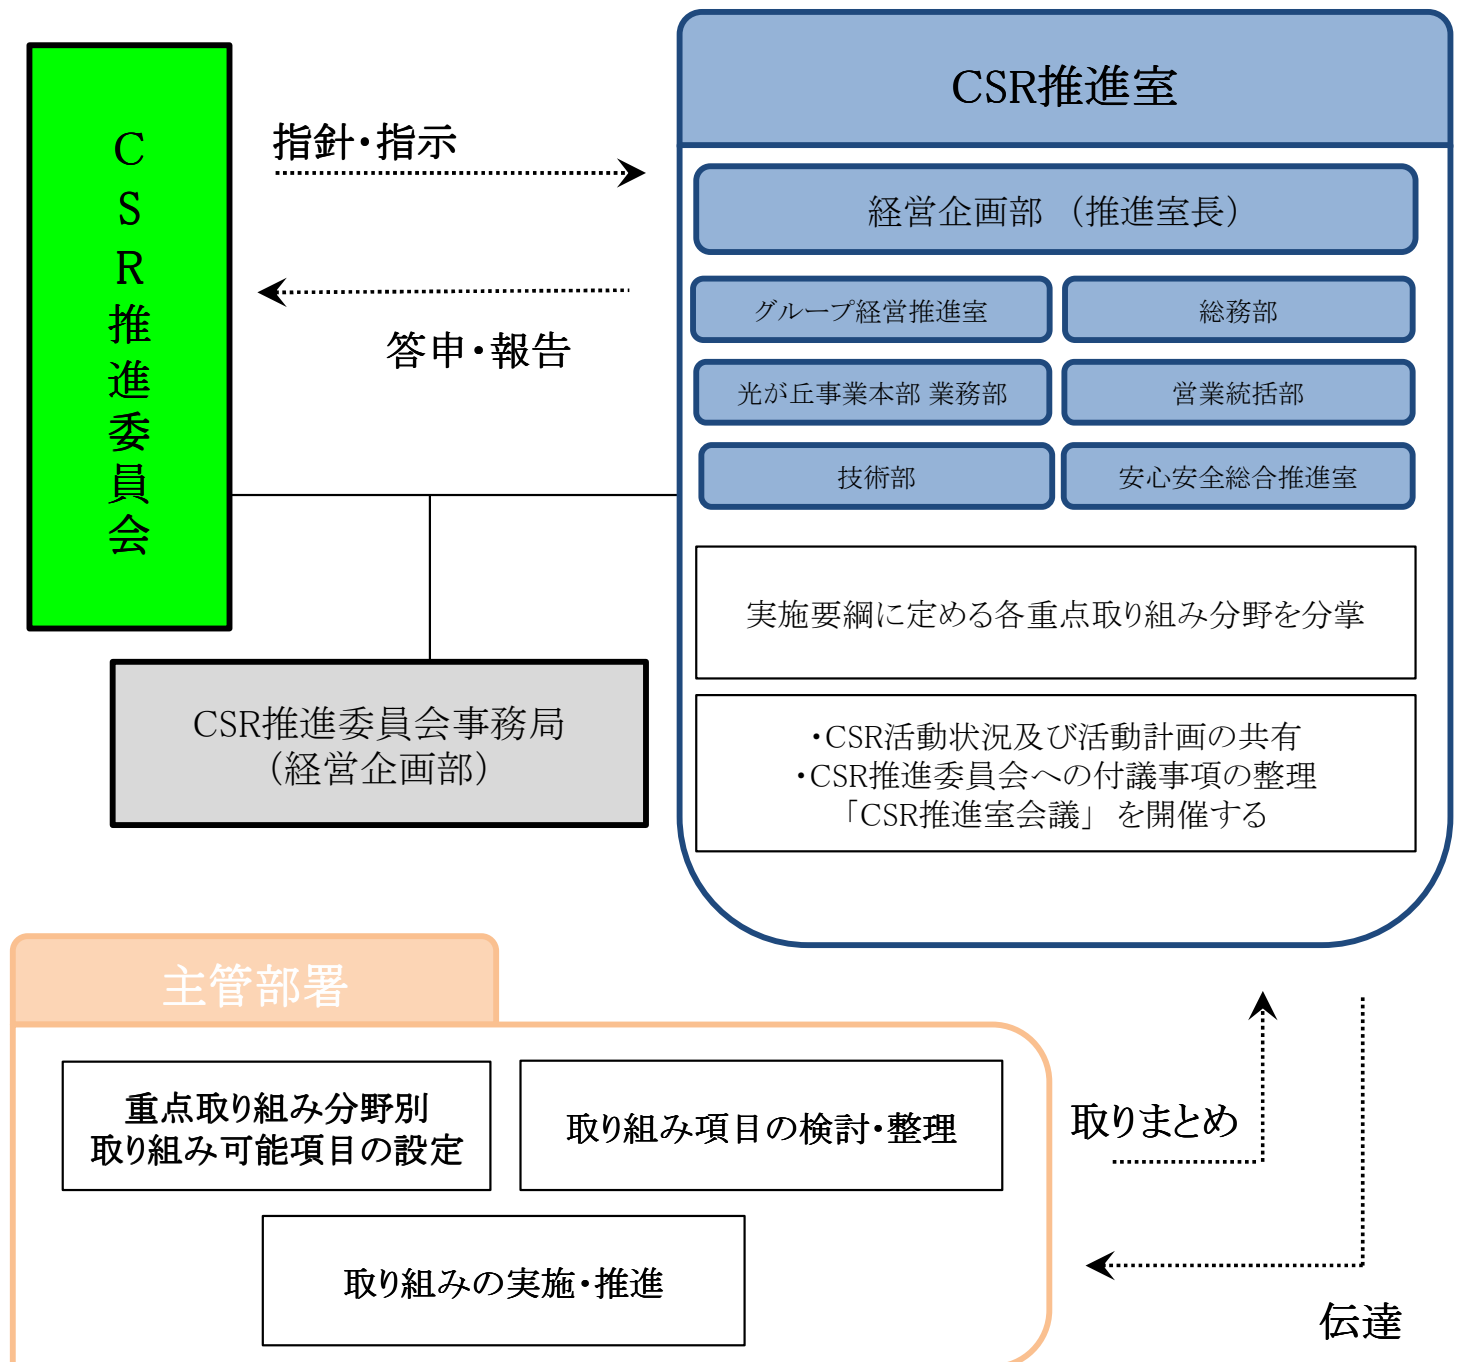 CSR推進委員会
指針・指示
答申・報告
CSR推進室
経営企画部 （推進室長）
グループ経営推進室
総務部
光が丘事業本部 業務部
営業統括部
技術部
安心安全総合推進室
実施要綱に定める各重点取り組み分野を分掌
・CSR活動状況及び活動計画の共有
・CSR推進委員会への付議事項の整理
「CSR推進室会議」 を開催する
CSR推進委員会事務局
（経営企画部）
主管部署
重点取り組み分野別
取り組み可能項目の設定
取り組み項目の検討・整理
取り組みの実施・推進
取りまとめ
伝達